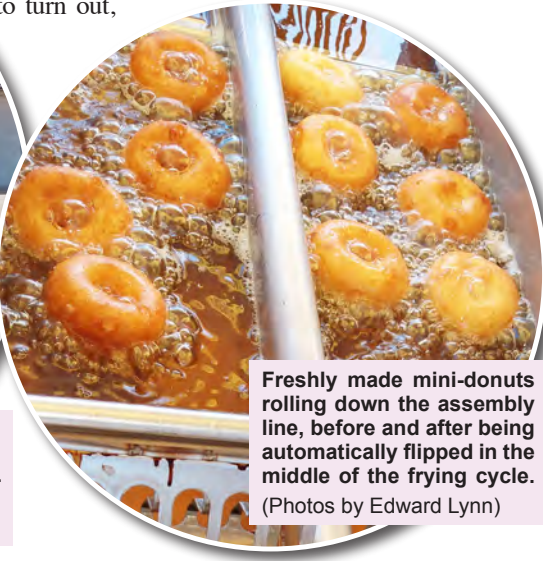 to turn out,
Freshly made mini-donuts
rolling down the assembly
line, before and after being
automatically flipped in the
middle of the frying cycle.
(Photos by Edward Lynn)